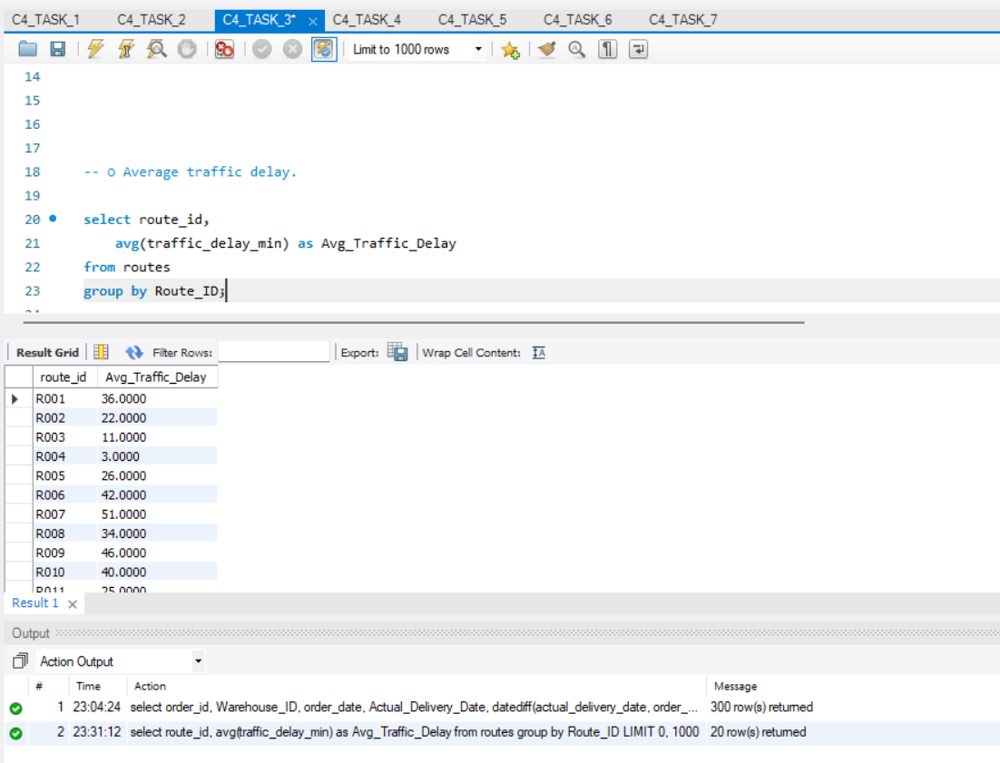 C4_TASK_1 C4_TASK_2 C4_TASK_3* × C4_TASK_4 C4_TASK_5 C4_TASK_6 C4_TASK_7
Limit to 1000 rows
14
15
16
17
18 -- o Average traffic delay.
19
20 select route_id,
21 avg(traffic_delay_min) as Avg_Traffic_Delay
22 from routes
23 group by Route_ID;
24
Result Grid Filter Rows: Export: Wrap Cell Content:
route_id Avg_Traffic_Delay
R001 36.0000
R002 22.0000
R003 11.0000
R004 3.0000
R005 26.0000
R006 42.0000
R007 51.0000
R008 34.0000
R009 46.0000
R010 40.0000
R011 25.0000
Result 1 ×
Output
Action Output
# Time Action Message
1 23:04:24 select order_id, Warehouse_ID, order_date, Actual_Delivery_Date, datediff(actual_delivery_date, order_... 300 row(s) returned
2 23:31:12 select route_id, avg(traffic_delay_min) as Avg_Traffic_Delay from routes group by Route_ID LIMIT 0, 1000 20 row(s) returned